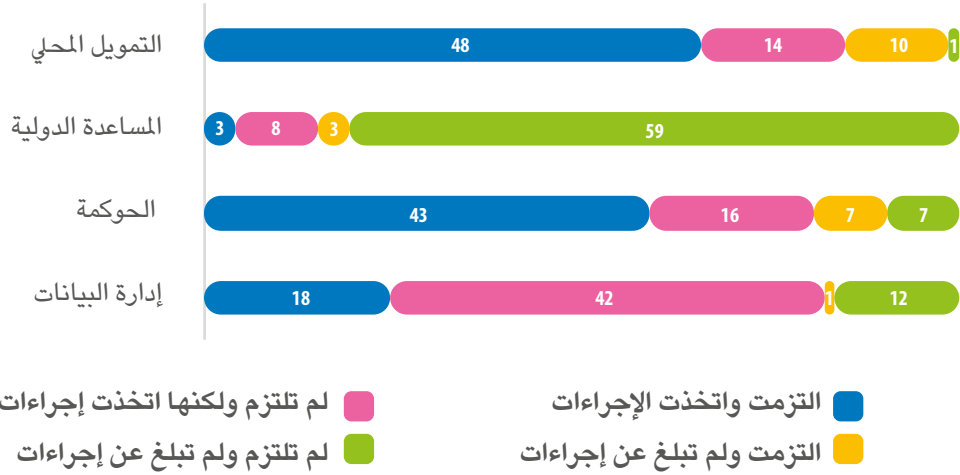 التمويل المحلي 48 14 10 1
المساعدة الدولية 3 8 3 59
الحوكمة 43 16 7 7
إدارة البيانات 18 42 1 12
التزمت واتخذت الإجراءات لم تلتزم ولكنها اتخذت إجراءات
التزمت ولم تبلغ عن إجراءات لم تلتزم ولم تبلغ عن إجراءات